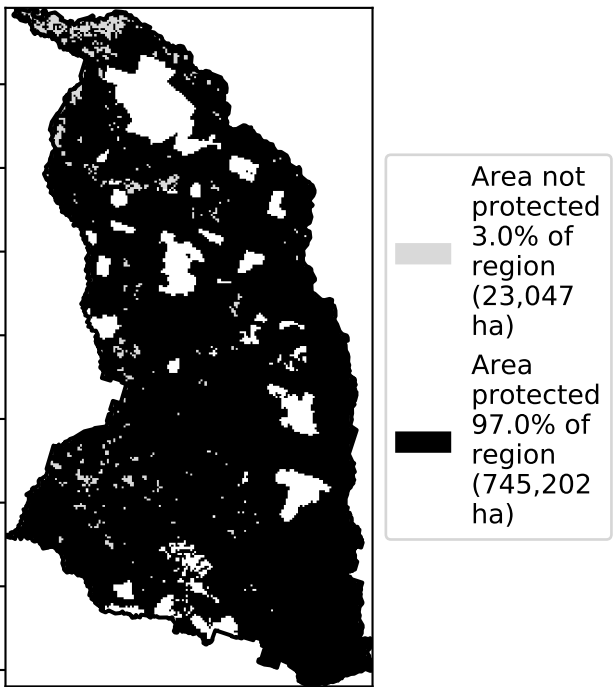 Area not
protected
3.0% of
region
(23,047
ha)
Area
protected
97.0% of
region
(745,202
ha)